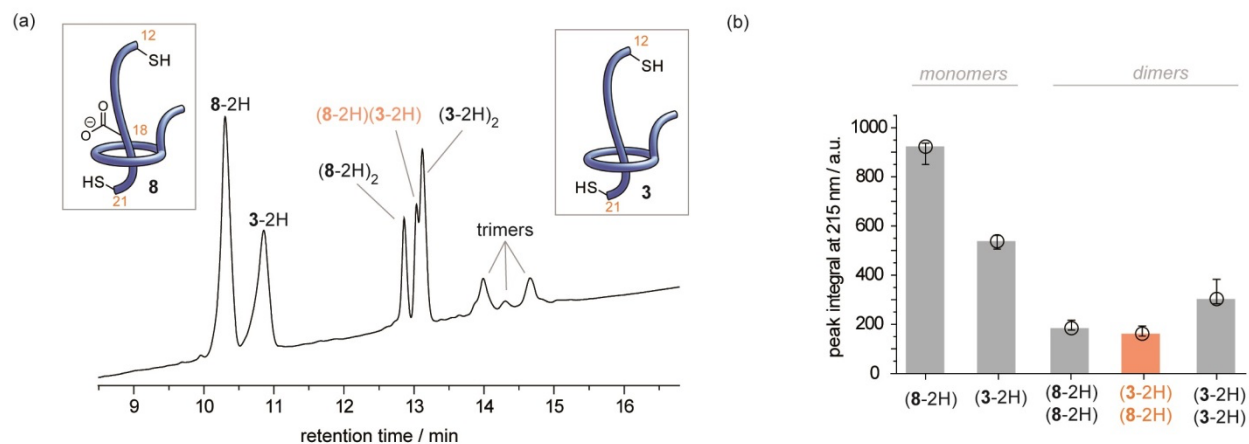 (a)
12
SH
O
O⊖
18
HS
8
21
8-2H
3-2H
(8-2H)(3-2H)
(3-2H)2
(8-2H)2
trimers
12
SH
HS
3
21
9 10 11 12 13 14 15 16
retention time / min
(b)
monomers dimers
peak integral at 215 nm / a.u.
1000
800
600
400
200
0
(8-2H) (3-2H) (8-2H) (3-2H) (3-2H)
(8-2H) (8-2H) (3-2H)